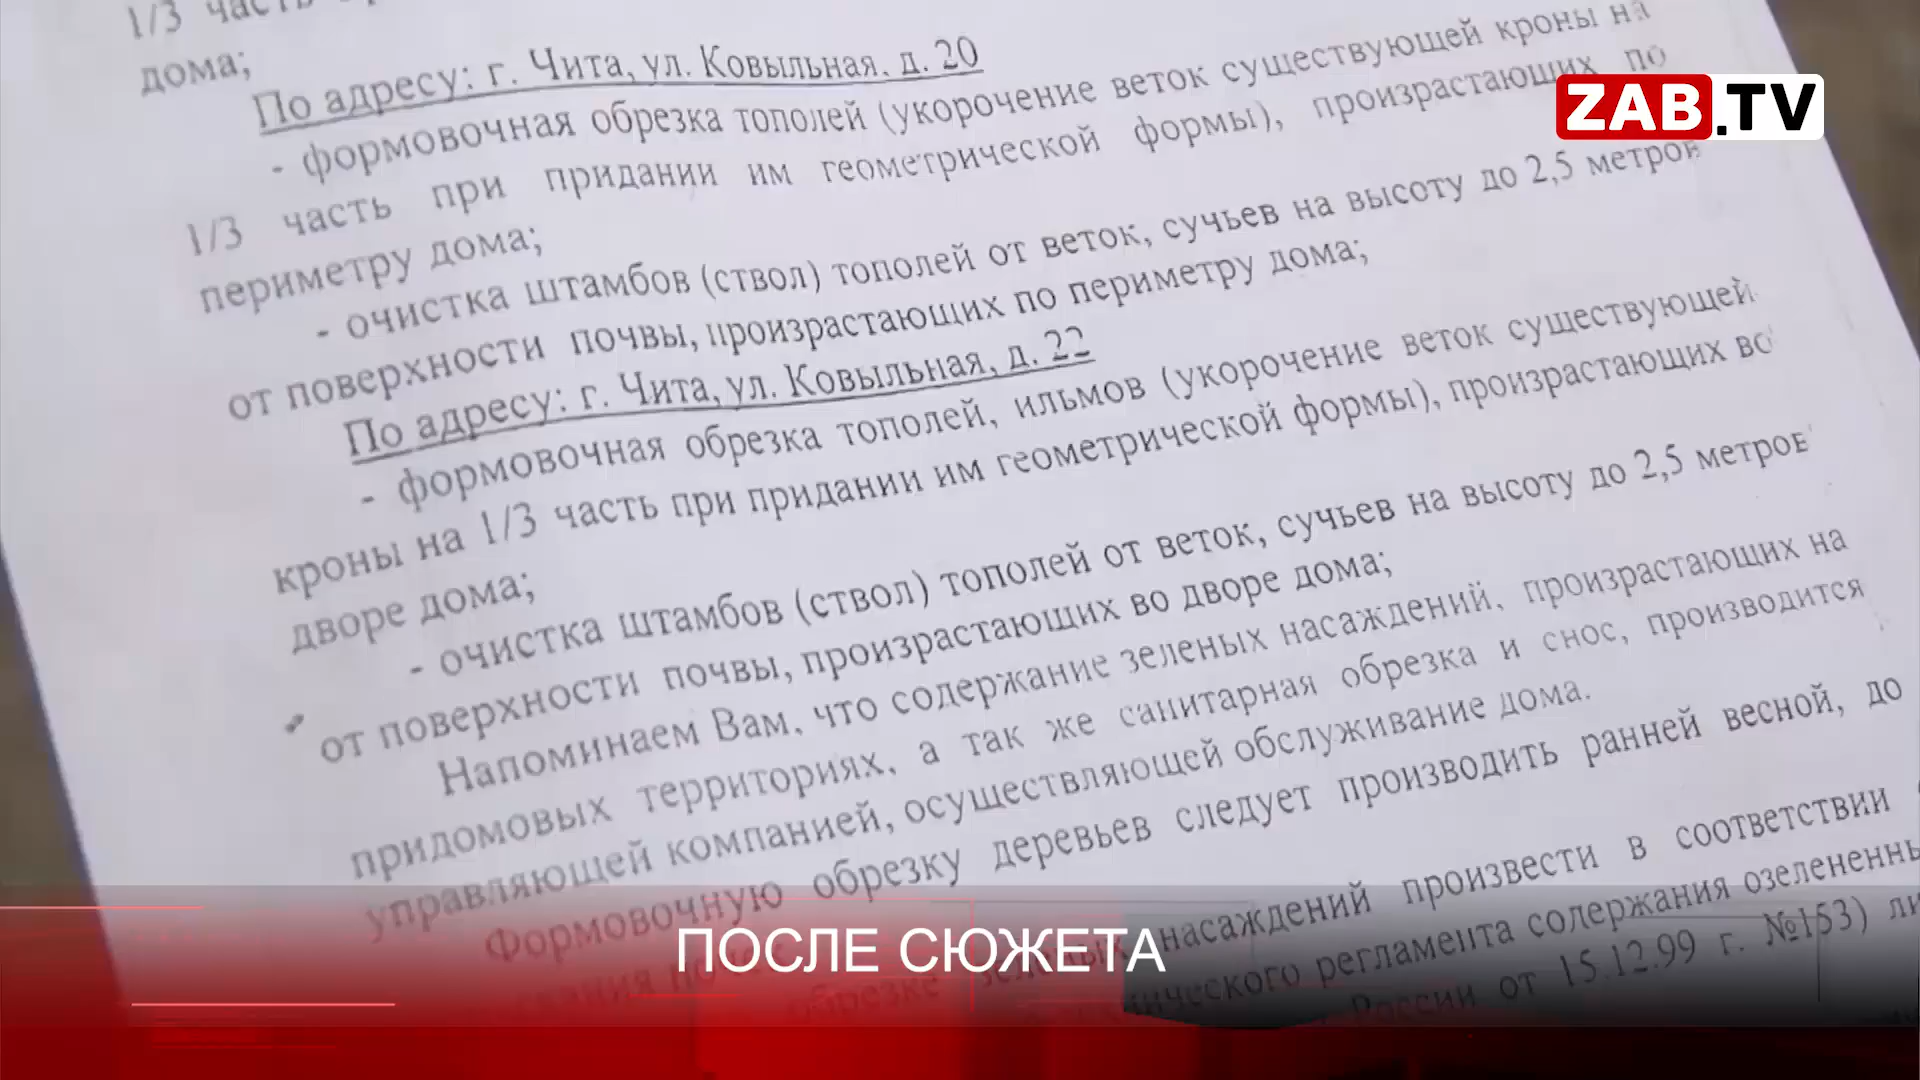 1/3 часть
дома;
По адресу: г. Чита, ул. Ковыльная, д. 20
- формовочная обрезка тополей (укорочение веток существующей кроны на
1/3 часть при придании им геометрической формы), произрастающих по
периметру дома;
- очистка штамбов (ствол) тополей от веток, сучьев на высоту до 2,5 метров
от поверхности почвы, произрастающих по периметру дома;
По адресу: г. Чита, ул. Ковыльная, д. 22
- формовочная обрезка тополей, ильмов (укорочение веток существующей
кроны на 1/3 часть при придании им геометрической формы), произрастающих во
дворе дома;
- очистка штамбов (ствол) тополей от веток, сучьев на высоту до 2,5 метров
от поверхности почвы, произрастающих во дворе дома;
Напоминаем Вам, что содержание зеленых насаждений, произрастающих на
придомовых территориях, а так же санитарная обрезка и снос, производится
управляющей компанией, осуществляющей обслуживание дома.
Формовочную обрезку деревьев следует производить ранней весной, до
обрезке зеленых насаждений произвести в соответствии
регламента содержания озелененны
России от 15.12.99 г. №153)
ZAB.TV
ПОСЛЕ СЮЖЕТА